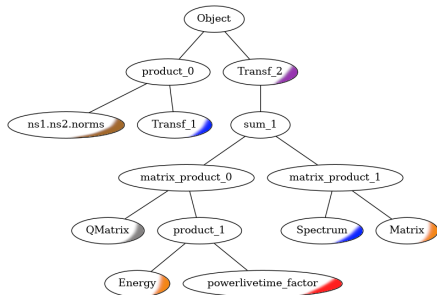 Object
product_0
Transf_2
ns1.ns2.norms
Transf_1
sum_1
matrix_product_0
matrix_product_1
QMatrix
product_1
Spectrum
Matrix
Energy
powerlivetime_factor